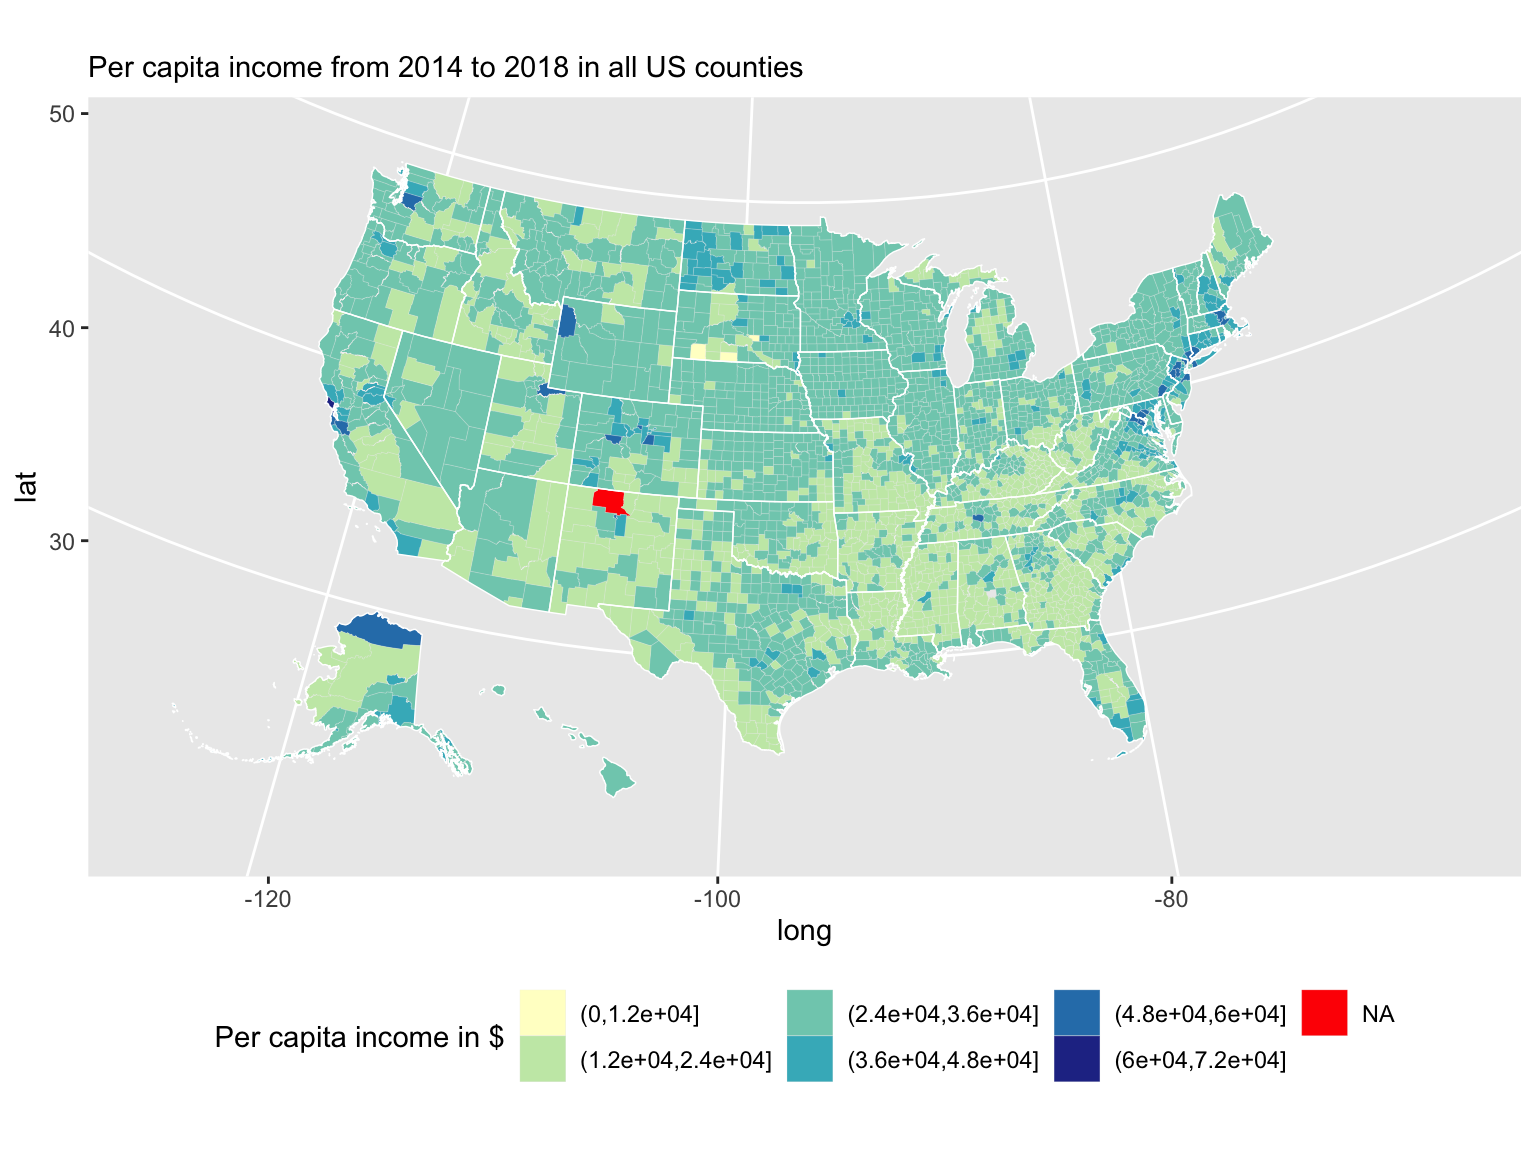 Per capita income from 2014 to 2018 in all US counties
50
40
30
lat
-120 -100 -80
long
Per capita income in $
(0,1.2e+04] (2.4e+04,3.6e+04] (4.8e+04,6e+04] NA
(1.2e+04,2.4e+04] (3.6e+04,4.8e+04] (6e+04,7.2e+04]